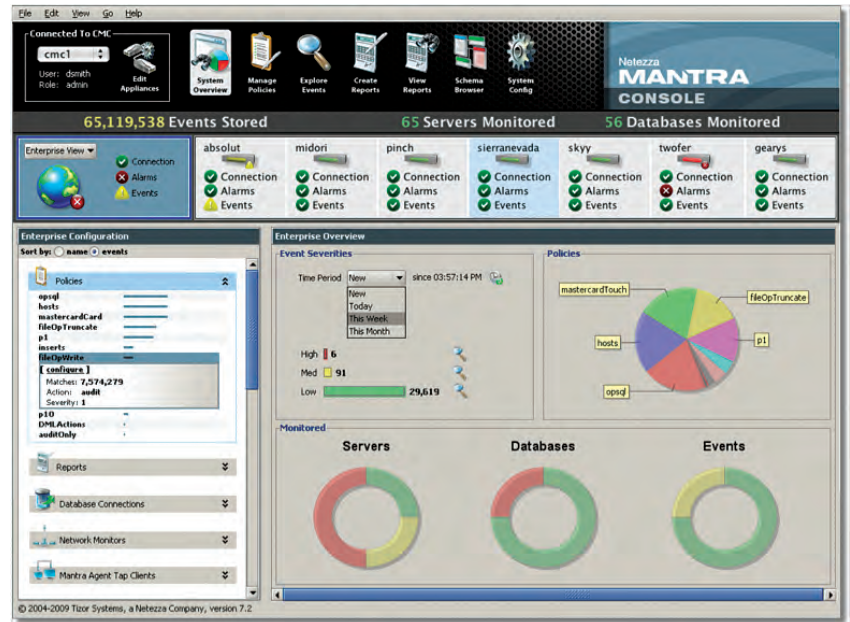 File Edit View Go Help
Connected To CMC
cmc1
User: dsmith
Role: admin
Edit Appliances
System Overview
Manage Policies
Explore Events
Create Reports
View Reports
Schema Browser
System Config
Netezza
MANTRA
CONSOLE
65,119,538 Events Stored
65 Servers Monitored
56 Databases Monitored
Enterprise View
Connection
Alarms
Events
absolut
Connection
Alarms
Events
midori
Connection
Alarms
Events
pinch
Connection
Alarms
Events
sierranevada
Connection
Alarms
Events
skyy
Connection
Alarms
Events
twofer
Connection
Alarms
Events
gearys
Connection
Alarms
Events
Enterprise Configuration
Sort by: name events
Policies
opsql
hosts
mastercardCard
fileOpTruncate
p1
inserts
fileOpWrite
[ configure ]
Matches: 7,574,279
Action: audit
Severity: 1
p10
DMLActions
auditOnly
Reports
Database Connections
Network Monitors
Mantra Agent Tap Clients
Enterprise Overview
Event Severities
Time Period New since 03:57:14 PM
New
Today
This Week
This Month
High 6
Med 91
Low 29,619
Policies
mastercardTouch
fileOpTruncate
hosts
p1
opsql
Monitored
Servers
Databases
Events
© 2004-2009 Tizor Systems, a Netezza Company, version 7.2